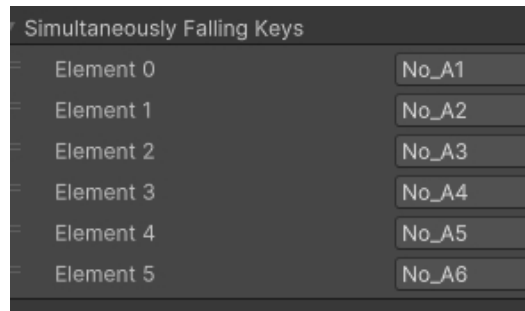 Simultaneously Falling Keys
Element 0 No_A1
Element 1 No_A2
Element 2 No_A3
Element 3 No_A4
Element 4 No_A5
Element 5 No_A6